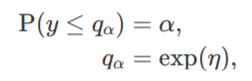 P(y ≤ q_α) = α,
q_α = exp(η),